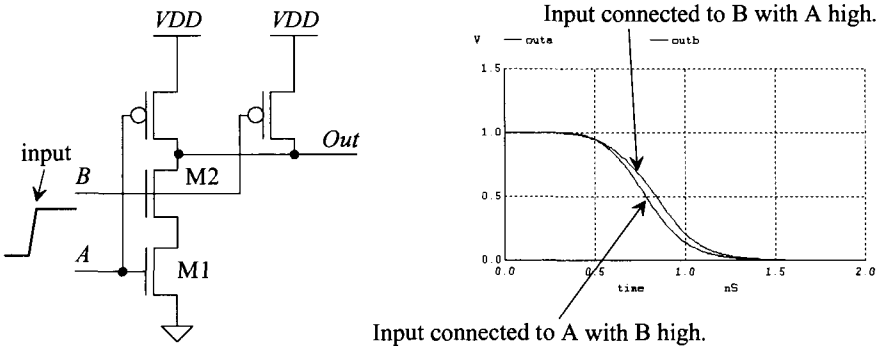 VDD
VDD
Out
input
B
M2
A
M1
Input connected to B with A high.
V
outa
outb
1.5
1.0
0.5
0.0
0.0
0.5
1.0
1.5
2.0
time
nS
Input connected to A with B high.